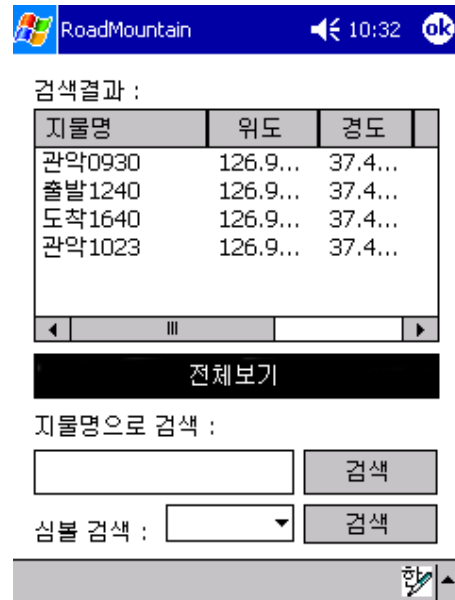 RoadMountain 10:32 ok
검색결과 :
지물명 위도 경도
관악0930 126.9... 37.4...
출발1240 126.9... 37.4...
도착1640 126.9... 37.4...
관악1023 126.9... 37.4...
전체보기
지물명으로 검색 :
검색
심볼 검색 : 검색
한